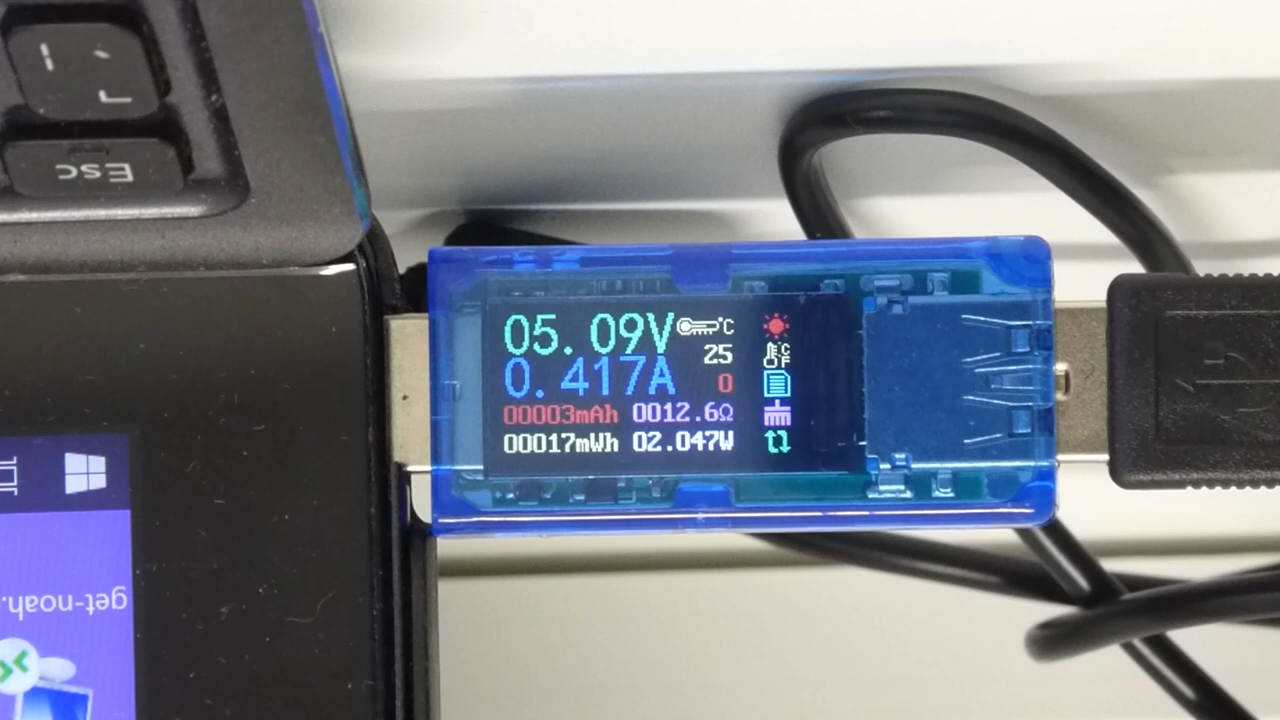 Esc
05.09V °C
25
0.417A 0
00003mAh 0012.6Ω
00017mWh 02.047W
°C
°F
get-noah.